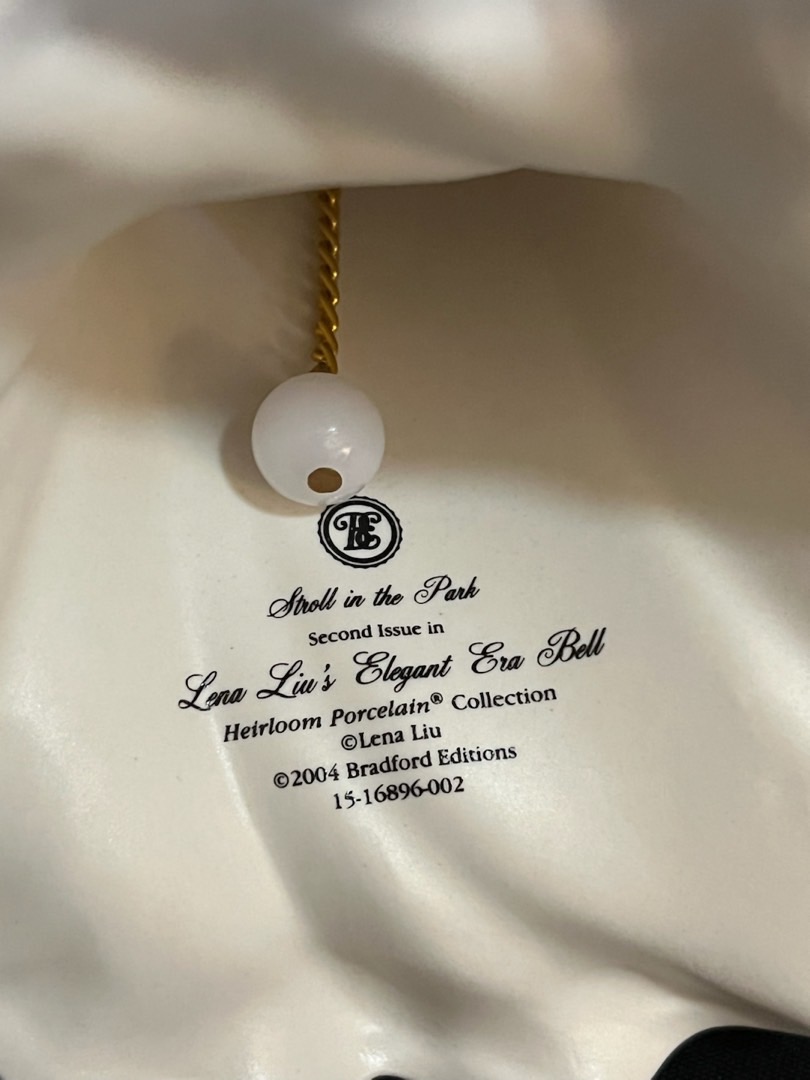 BE
Stroll in the Park
Second Issue in
Lena Liu's Elegant Era Bell
Heirloom Porcelain® Collection
©Lena Liu
©2004 Bradford Editions
15-16896-002